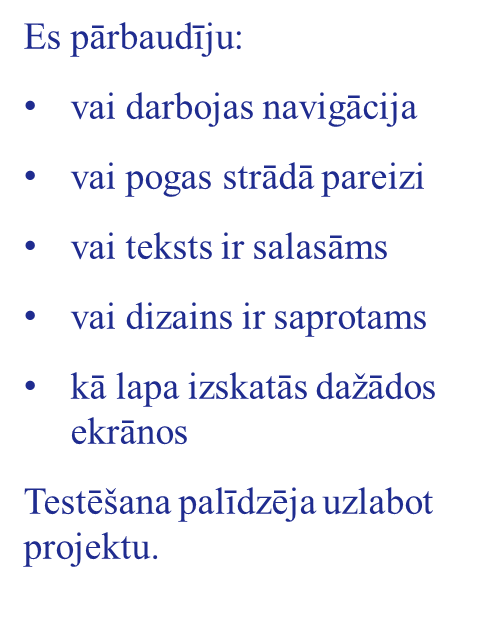 Es pārbaudīju:
• vai darbojas navigācija
• vai pogas strādā pareizi
• vai teksts ir salasāms
• vai dizains ir saprotams
• kā lapa izskatās dažādos
ekrānos
Testēšana palīdzēja uzlabot
projektu.